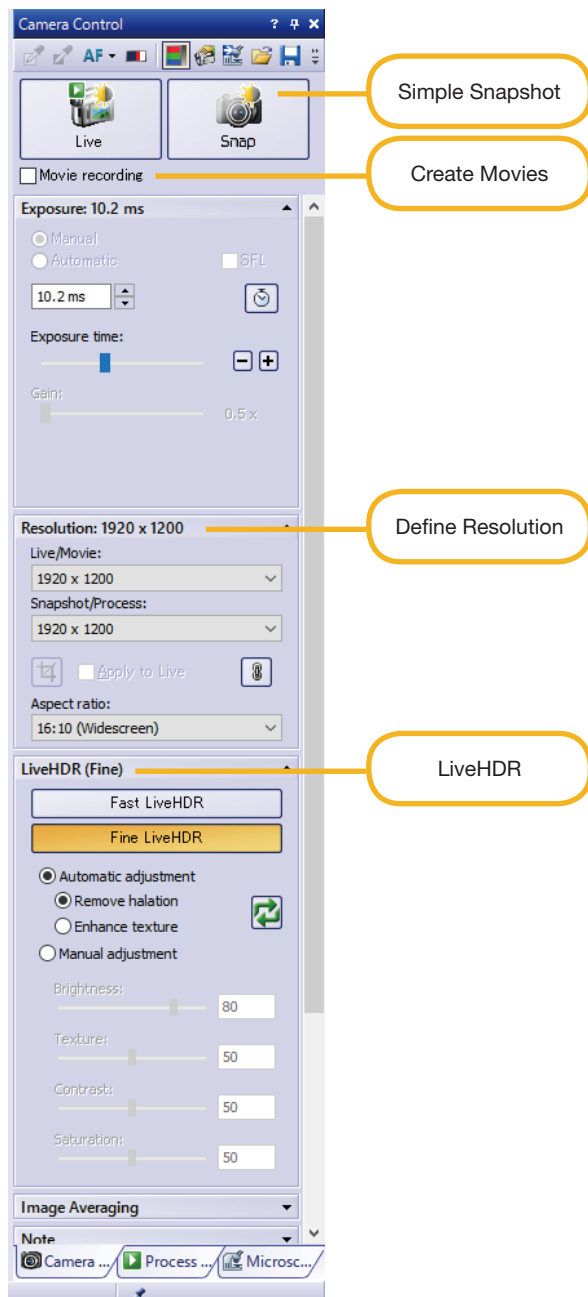 Camera Control
AF
Simple Snapshot
Live
Snap
Movie recording
Create Movies
Exposure: 10.2 ms
Manual
Automatic
SFL
10.2 ms
Exposure time:
Gain:
0.5 x
Resolution: 1920 x 1200
Define Resolution
Live/Movie:
1920 x 1200
Snapshot/Process:
1920 x 1200
Apply to Live
Aspect ratio:
16:10 (Widescreen)
LiveHDR (Fine)
LiveHDR
Fast LiveHDR
Fine LiveHDR
Automatic adjustment
Remove halation
Enhance texture
Manual adjustment
Brightness:
80
Texture:
50
Contrast:
50
Saturation:
50
Image Averaging
Note
Camera ...
Process ...
Microsc...